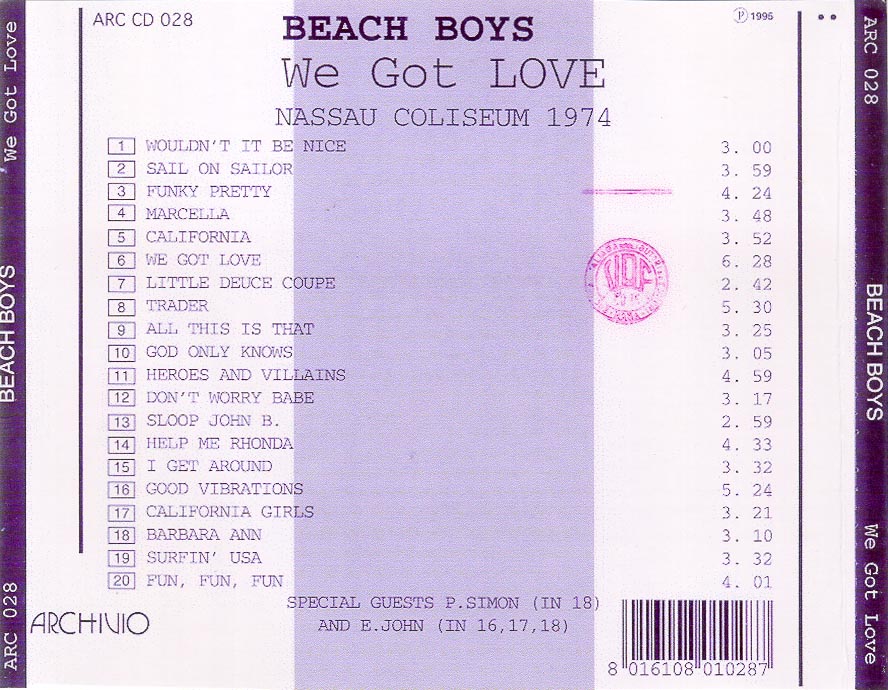 ARC CD 028
BEACH BOYS
℗ 1995
We Got LOVE
NASSAU COLISEUM 1974
1 WOULDN'T IT BE NICE 3. 00
2 SAIL ON SAILOR 3. 59
3 FUNKY PRETTY 4. 24
4 MARCELLA 3. 48
5 CALIFORNIA 3. 52
6 WE GOT LOVE 6. 28
7 LITTLE DEUCE COUPE 2. 42
8 TRADER 5. 30
9 ALL THIS IS THAT 3. 25
10 GOD ONLY KNOWS 3. 05
11 HEROES AND VILLAINS 4. 59
12 DON'T WORRY BABE 3. 17
13 SLOOP JOHN B. 2. 59
14 HELP ME RHONDA 4. 33
15 I GET AROUND 3. 32
16 GOOD VIBRATIONS 5. 24
17 CALIFORNIA GIRLS 3. 21
18 BARBARA ANN 3. 10
19 SURFIN' USA 3. 32
20 FUN, FUN, FUN 4. 01
SPECIAL GUESTS P.SIMON (IN 18)
AND E.JOHN (IN 16,17,18)
ARCHIVIO
8 016108 010287
ARC 028 BEACH BOYS We Got Love
ARC 028 BEACH BOYS We Got Love